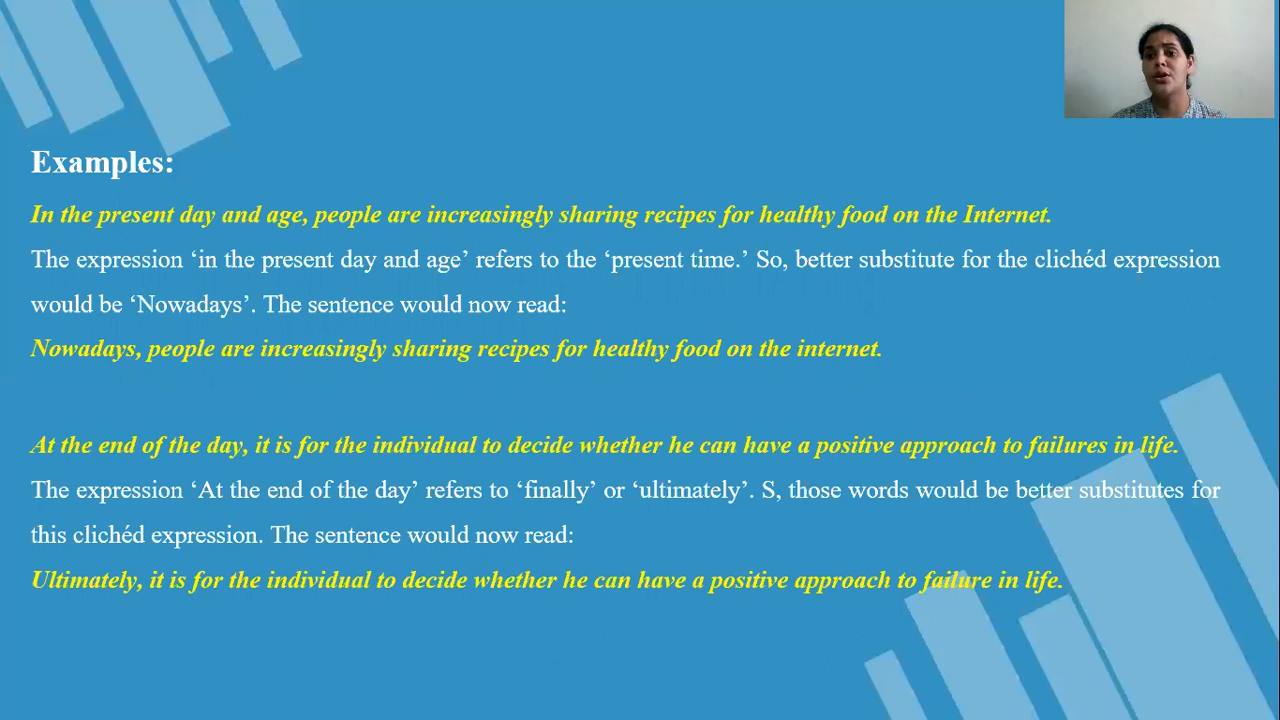 Examples:
In the present day and age, people are increasingly sharing recipes for healthy food on the Internet.
The expression ‘in the present day and age’ refers to the ‘present time.’ So, better substitute for the clichéd expression
would be ‘Nowadays’. The sentence would now read:
Nowadays, people are increasingly sharing recipes for healthy food on the internet.
At the end of the day, it is for the individual to decide whether he can have a positive approach to failures in life.
The expression ‘At the end of the day’ refers to ‘finally’ or ‘ultimately’. S, those words would be better substitutes for
this clichéd expression. The sentence would now read:
Ultimately, it is for the individual to decide whether he can have a positive approach to failure in life.